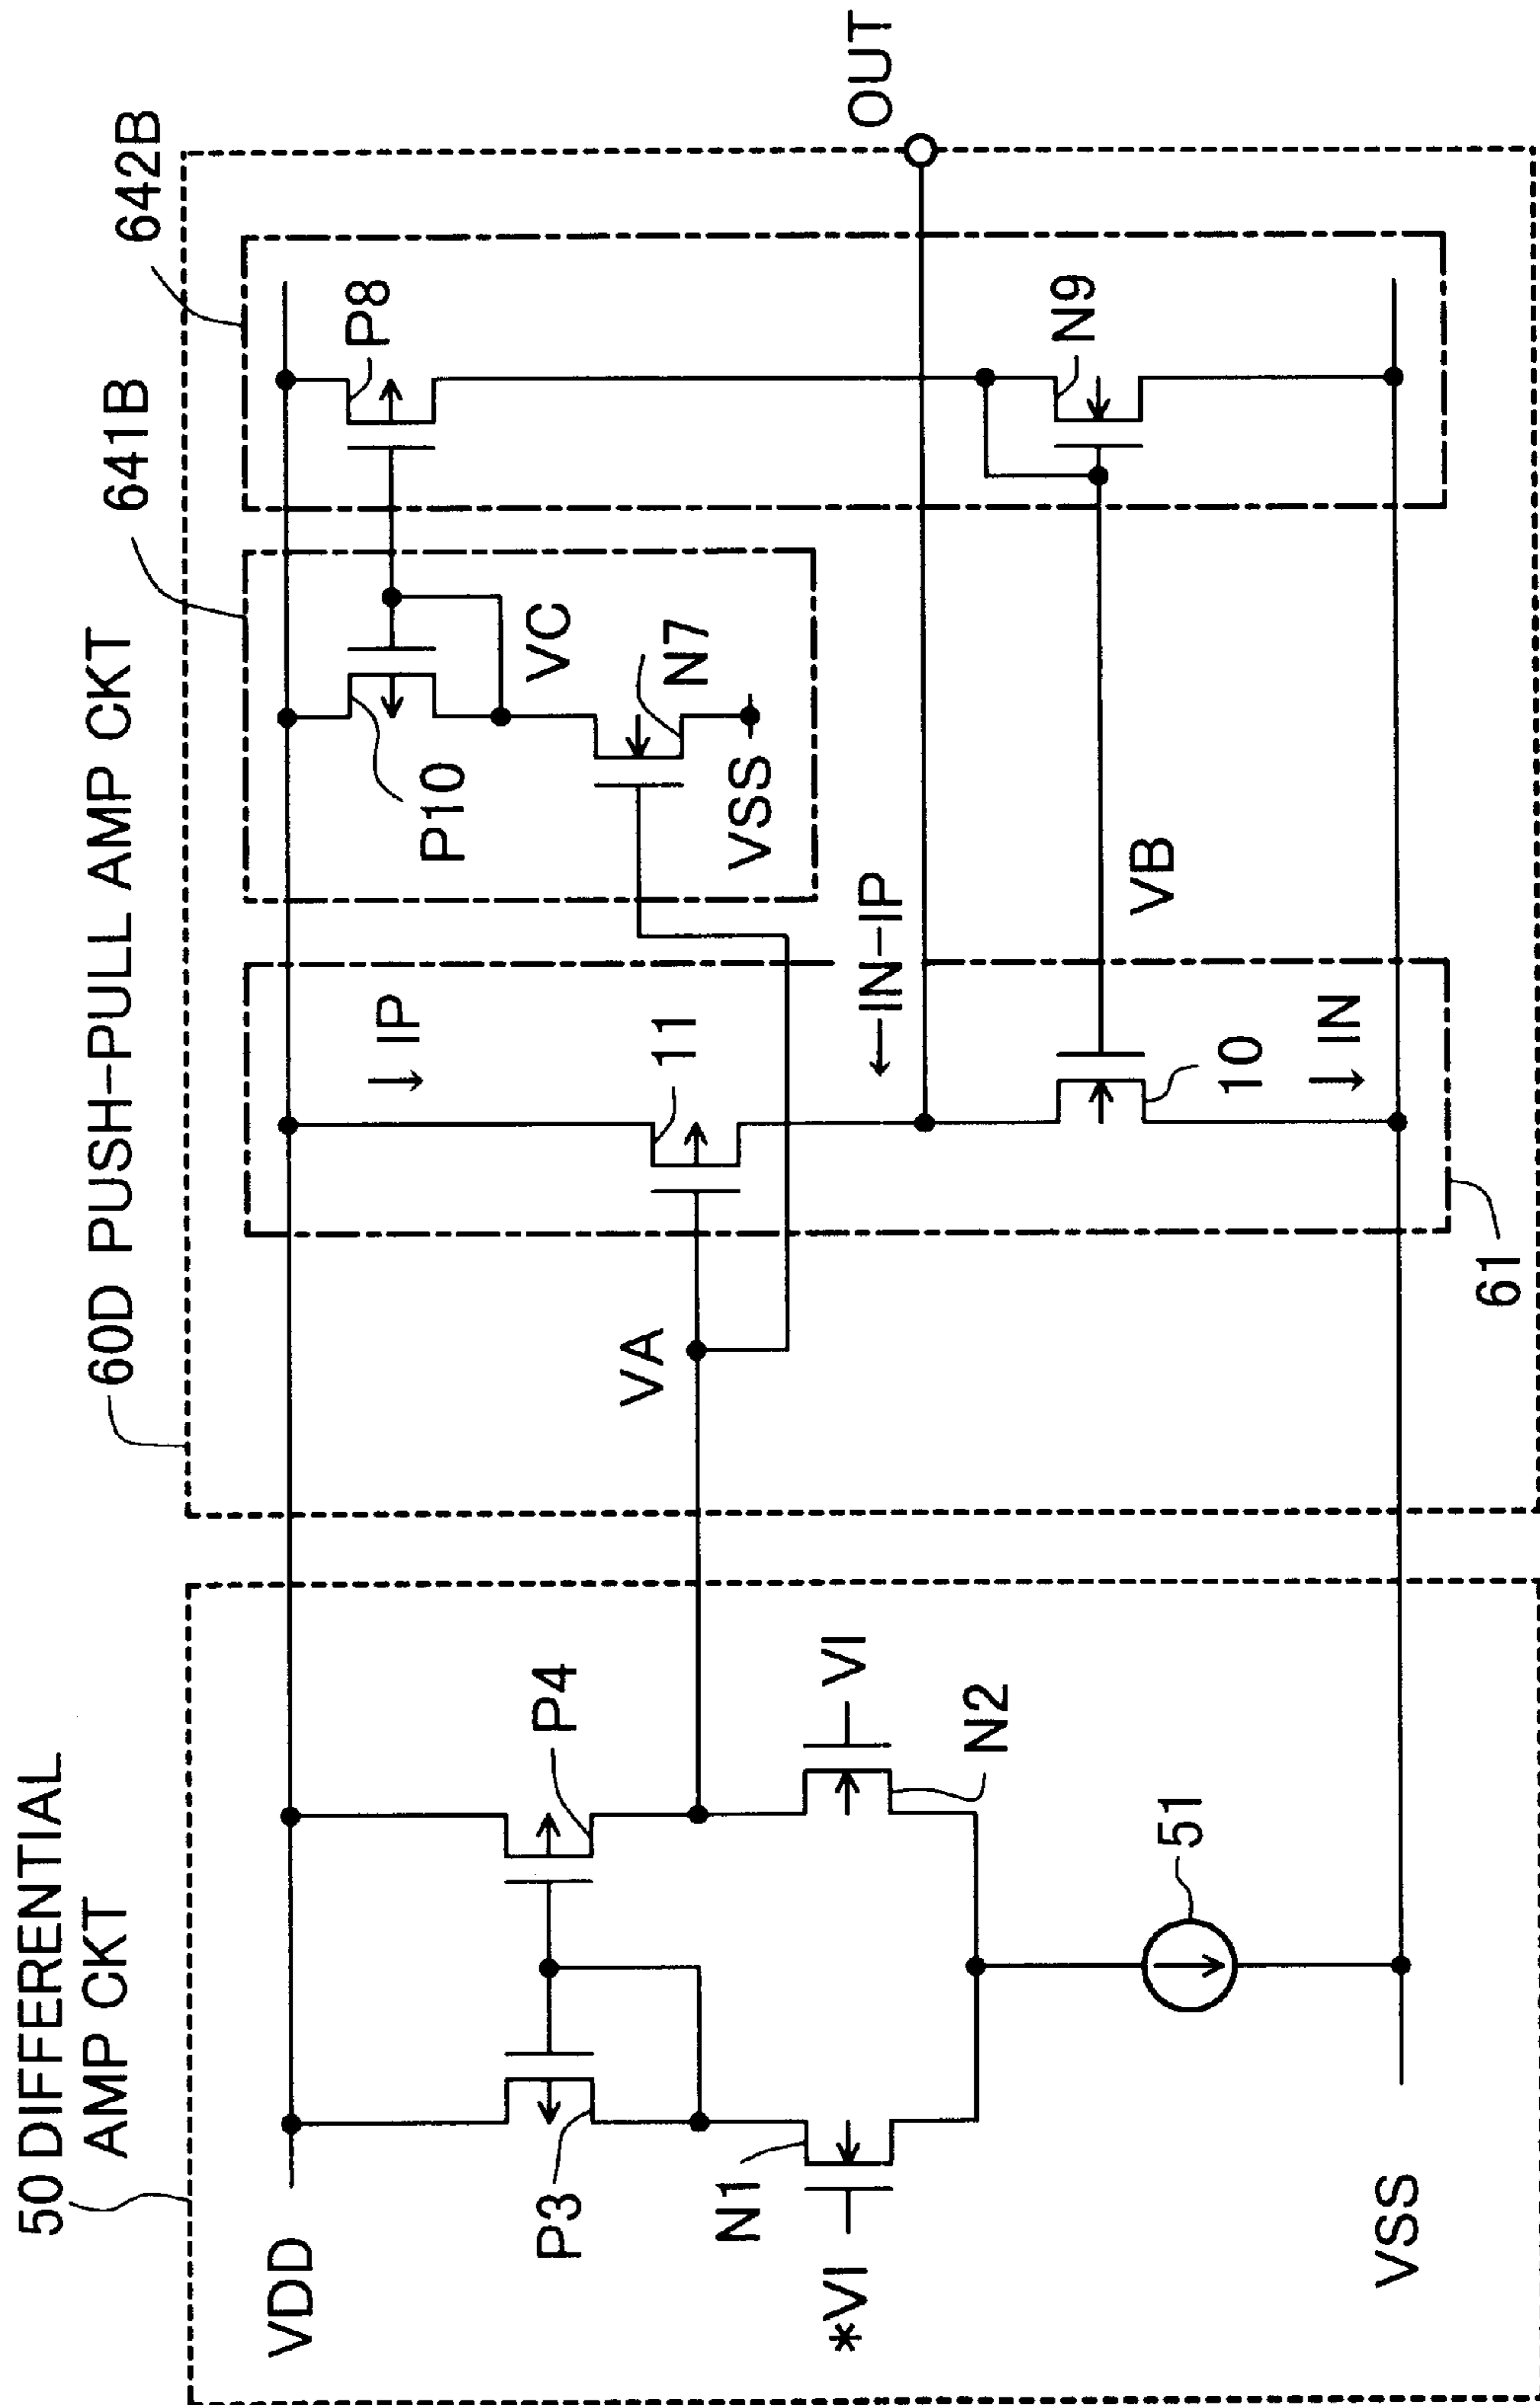 50 DIFFERENTIAL
AMP CKT
60D PUSH-PULL AMP CKT
641B
642B
VDD
P3
P4
N1
N2
*VI
VI
51
VSS
VA
IP
11
IN-IP
10
IN
61
P10
VC
N7
VSS
VB
P8
N9
OUT